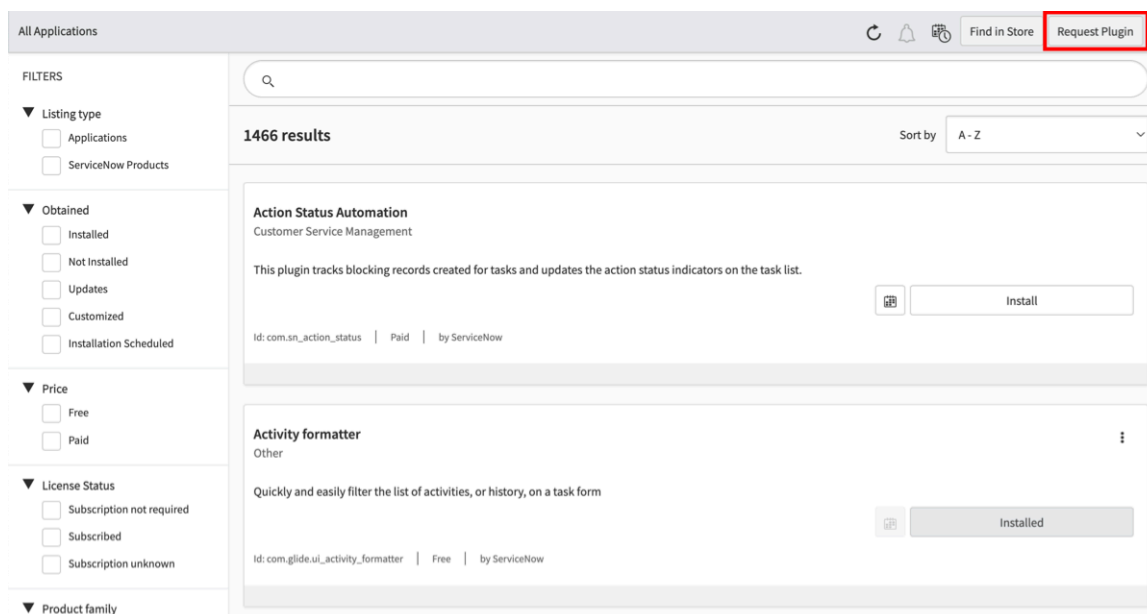 All Applications
Find in Store
Request Plugin
FILTERS
Listing type
Applications
ServiceNow Products
Obtained
Installed
Not Installed
Updates
Customized
Installation Scheduled
Price
Free
Paid
License Status
Subscription not required
Subscribed
Subscription unknown
Product family
1466 results
Sort by
A - Z
Action Status Automation
Customer Service Management
This plugin tracks blocking records created for tasks and updates the action status indicators on the task list.
Install
Id: com.sn_action_status | Paid | by ServiceNow
Activity formatter
Other
Quickly and easily filter the list of activities, or history, on a task form
Installed
Id: com.glide.ui_activity_formatter | Free | by ServiceNow